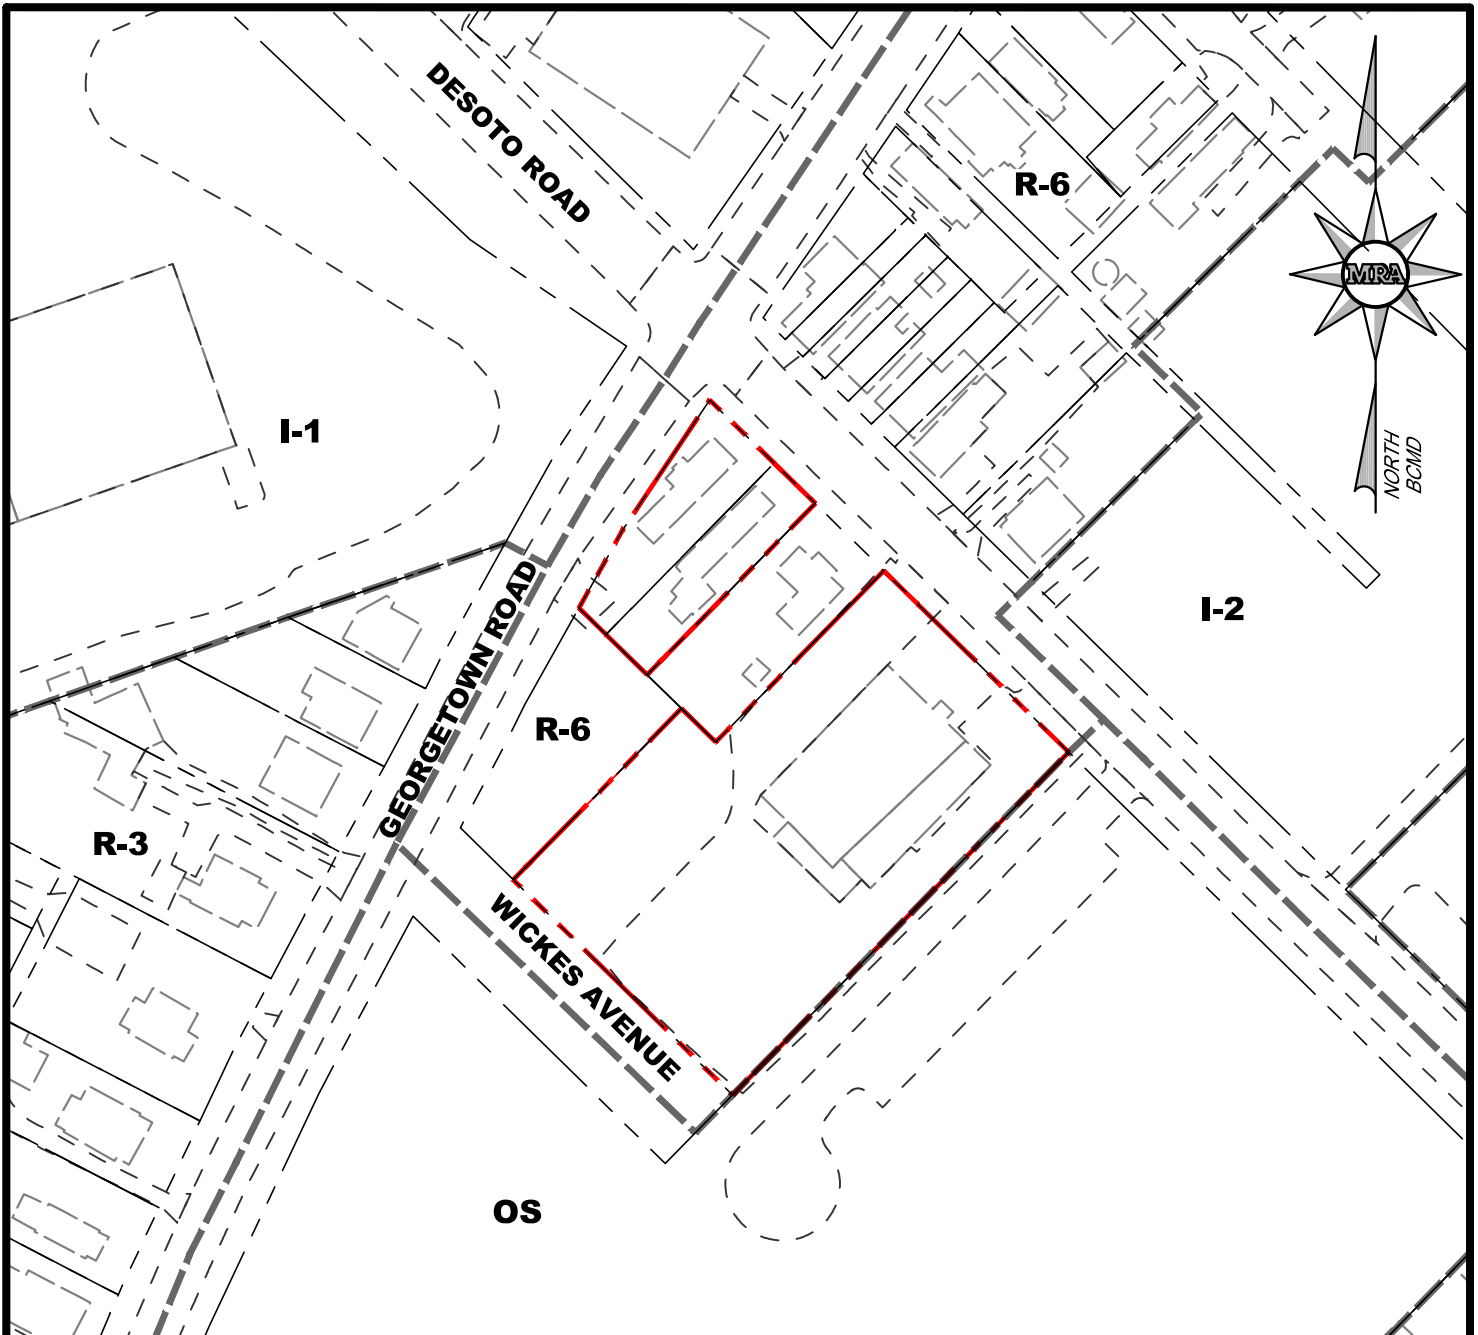 DESOTO ROAD
R-6
MRA
I-1
NORTH
BCMD
I-2
GEORGETOWN ROAD
R-6
R-3
WICKES AVENUE
OS